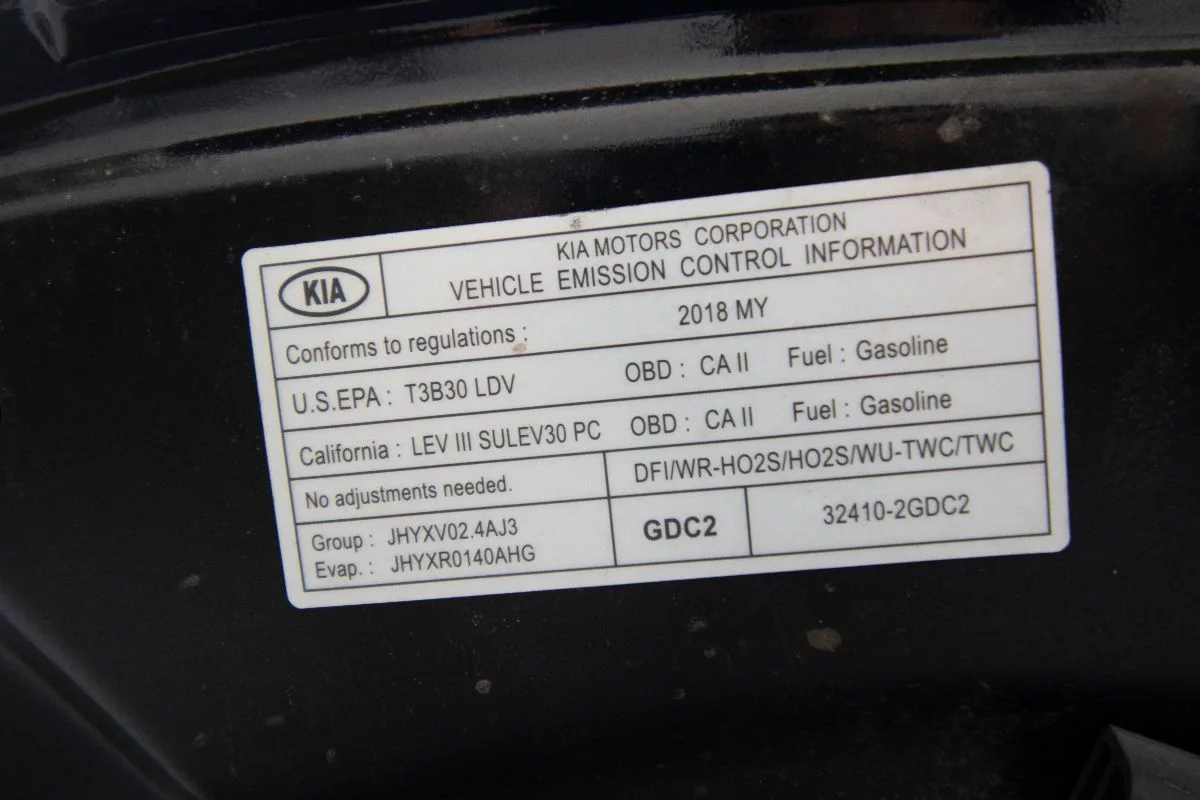 KIA
KIA MOTORS CORPORATION
VEHICLE EMISSION CONTROL INFORMATION
Conforms to regulations : 2018 MY
U.S.EPA : T3B30 LDV OBD : CA II Fuel : Gasoline
California : LEV III SULEV30 PC OBD : CA II Fuel : Gasoline
No adjustments needed. DFI/WR-HO2S/HO2S/WU-TWC/TWC
Group : JHYXV02.4AJ3
Evap. : JHYXR0140AHG
GDC2
32410-2GDC2